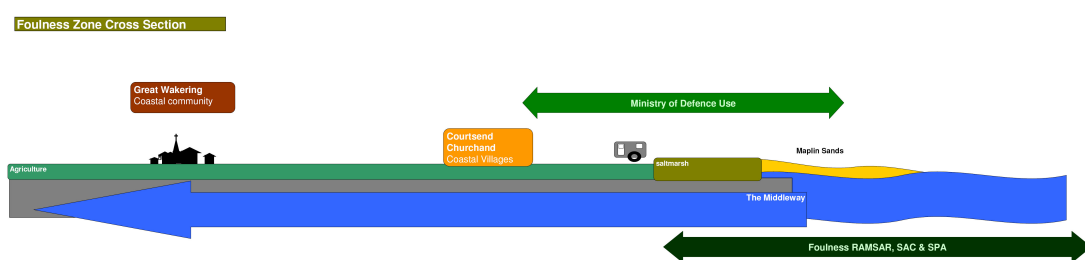 Foulness Zone Cross Section
Great Wakering
Coastal community
Ministry of Defence Use
Courtsend
Churchand
Coastal Villages
Maplin Sands
saltmarsh
Agriculture
The Middleway
Foulness RAMSAR, SAC & SPA